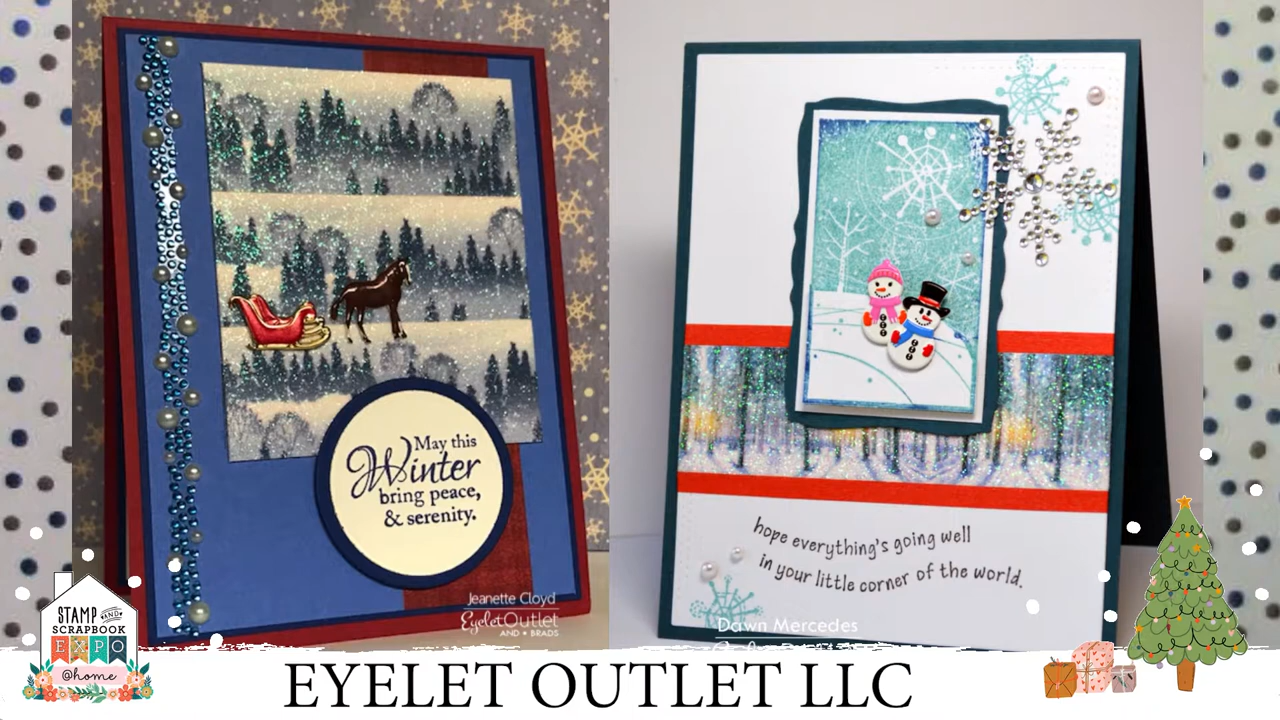 May this
Winter
bring peace,
& serenity.
Jeanette Cloyd
EyeletOutlet
AND • BRADS
hope everything's going well
in your little corner of the world.
Dawn Mercedes
STAMP AND
SCRAPBOOK
EXPO
@home
EYELET OUTLET LLC